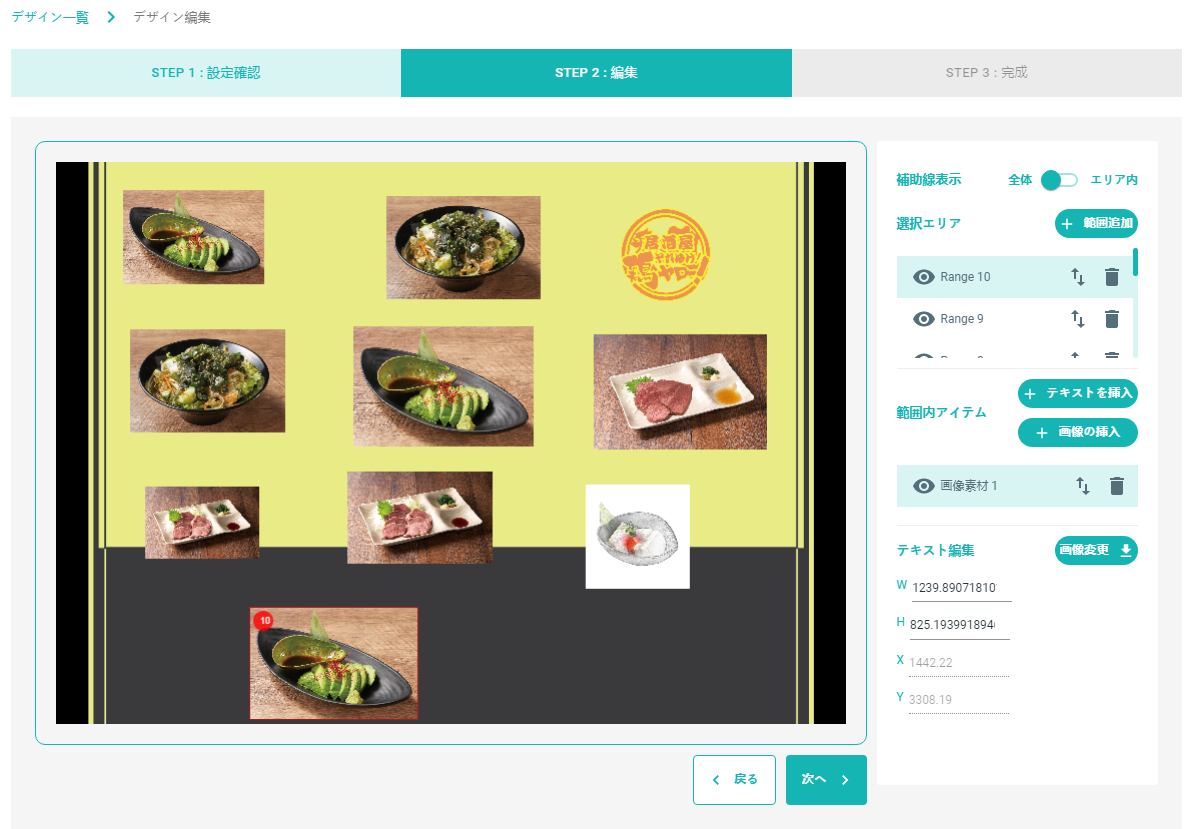 デザイン一覧 デザイン編集
STEP 1 : 設定確認
STEP 2 : 編集
STEP 3 : 完成
居酒屋
それゆけ!
10
戻る
次へ
補助線表示 全体 エリア内
選択エリア + 範囲追加
Range 10
Range 9
範囲内アイテム
+ テキストを挿入
+ 画像の挿入
画像素材 1
テキスト編集 画像変更
W 1239.89071810
H 825.193991894
X 1442.22
Y 3308.19